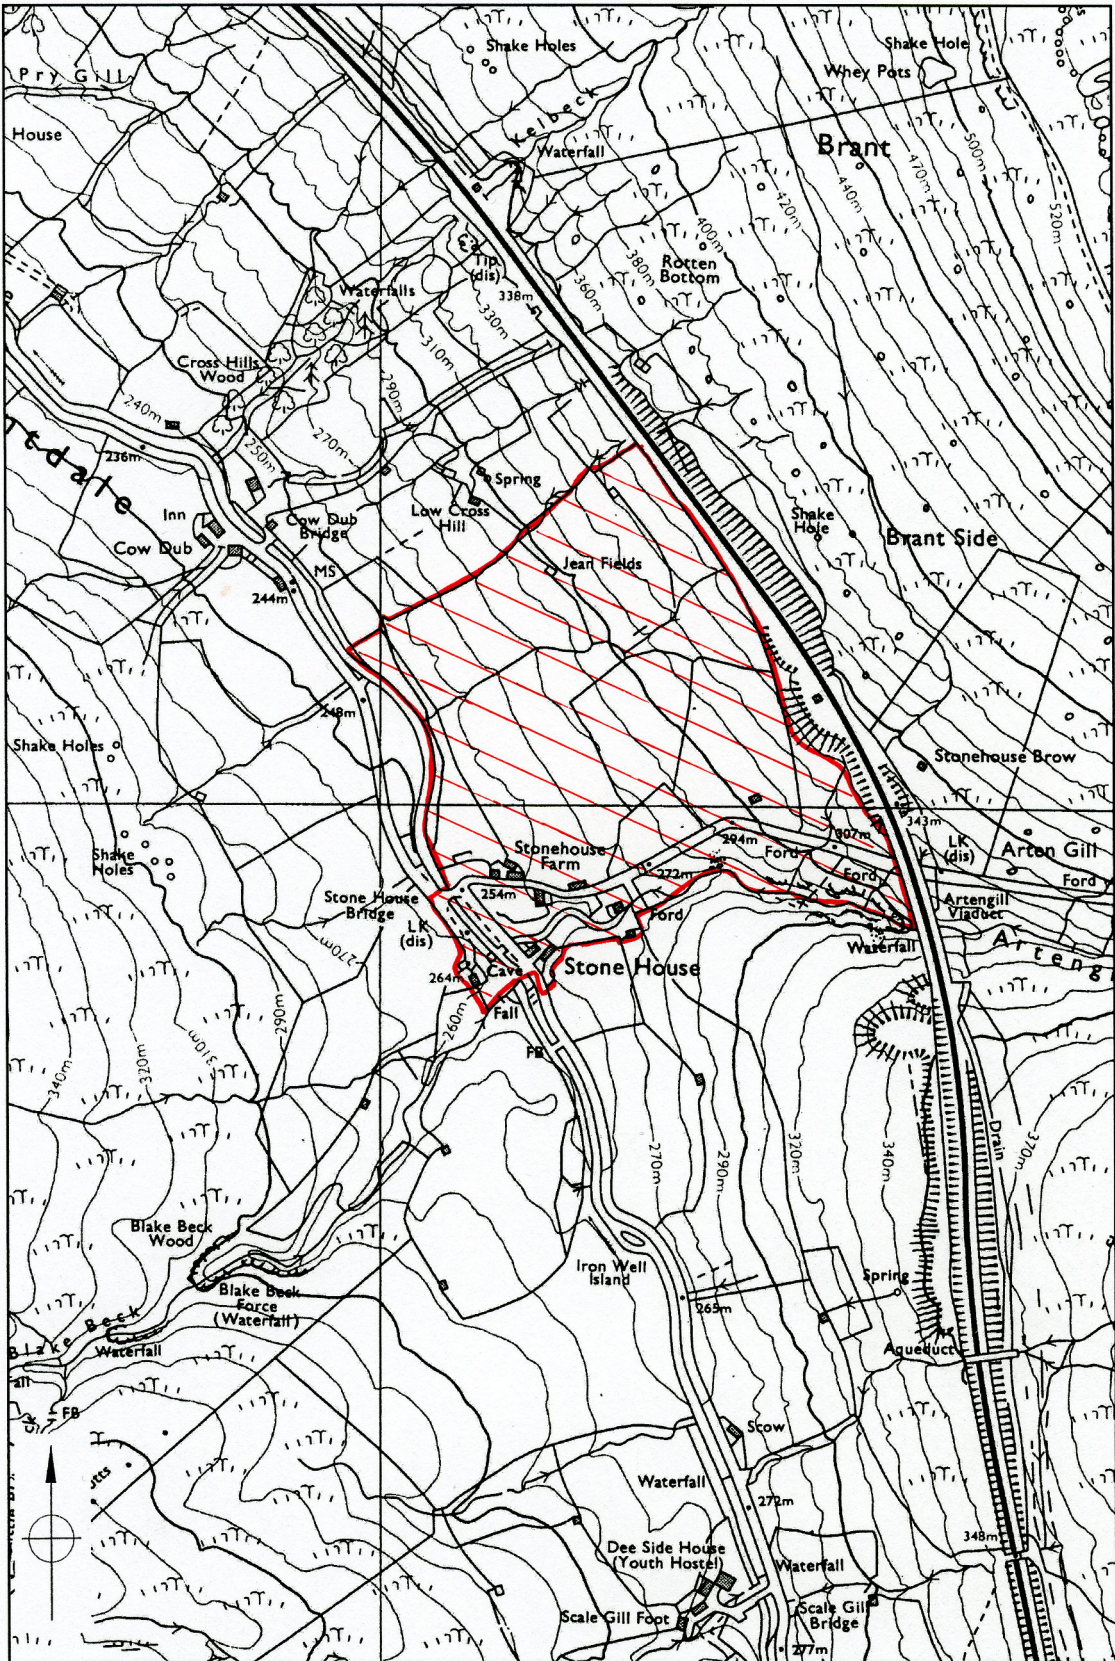 Shake Holes
Shake Hole
Whey Pots
Pry Gill
House
Kelbeck
Waterfall
Brant
500m
470m
440m
420m
400m
380m
360m
520m
Rotten
Bottom
Tip
(dis)
338m
330m
310m
290m
Waterfalls
Cross Hills
Wood
240m
250m
270m
236m
Spring
Low Cross
Hill
Inn
Cow Dub
Cow Dub
Bridge
MS
244m
Jean Fields
Shake
Hole
Brant Side
248m
Shake Holes
Stonehouse Brow
343m
307m
294m
Ford
272m
Ford
LK
(dis)
Arten Gill
Ford
Shake
Holes
Stonehouse
Farm
254m
Stone House
Bridge
LK
(dis)
Ford
Artengill
Viaduct
Waterfall
Arteng
270m
264m
Cave
Stone House
Fall
260m
FB
290m
310m
320m
340m
270m
290m
320m
340m
Drain
370m
Blake Beck
Wood
Blake Beck
Force
(Waterfall)
Blake Beck
Waterfall
all
FB
Iron Well
Island
265m
Spring
Aqueduct
Scow
Waterfall
272m
348m
Dee Side House
(Youth Hostel)
Waterfall
Scale Gill Foot
Scale Gill
Bridge
277m